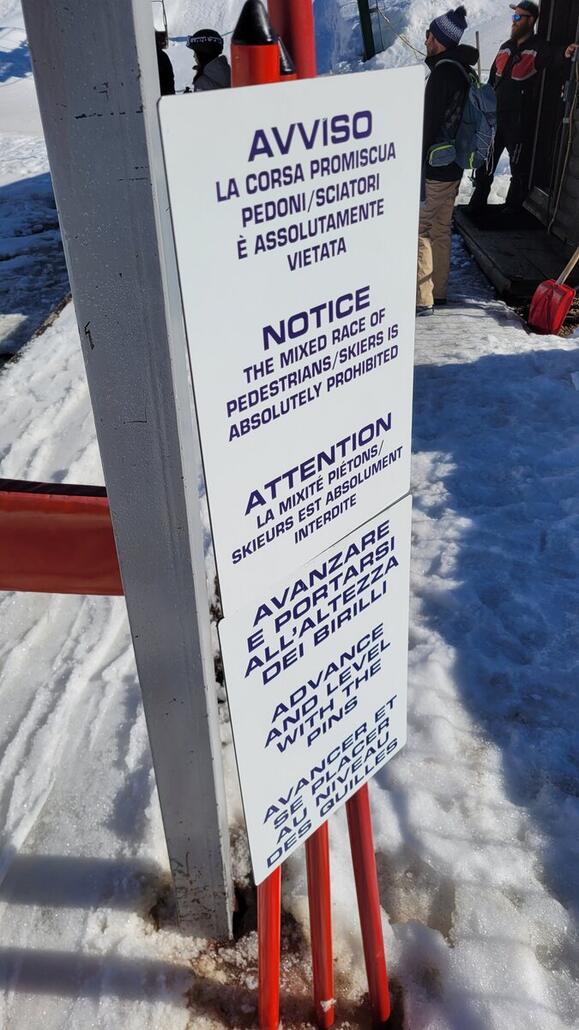 AVVISO
LA CORSA PROMISCUA
PEDONI/SCIATORI
È ASSOLUTAMENTE
VIETATA
NOTICE
THE MIXED RACE OF
PEDESTRIANS/SKIERS IS
ABSOLUTELY PROHIBITED
ATTENTION
LA MIXITÉ PIÉTONS/
SKIEURS EST ABSOLUMENT
INTERDITE
AVANZARE
E PORTARSI
ALL'ALTEZZA
DEI BIRILLI
ADVANCE
AND LEVEL
WITH THE
PINS
AVANCER ET
SE PLACER
AU NIVEAU
DES QUILLES